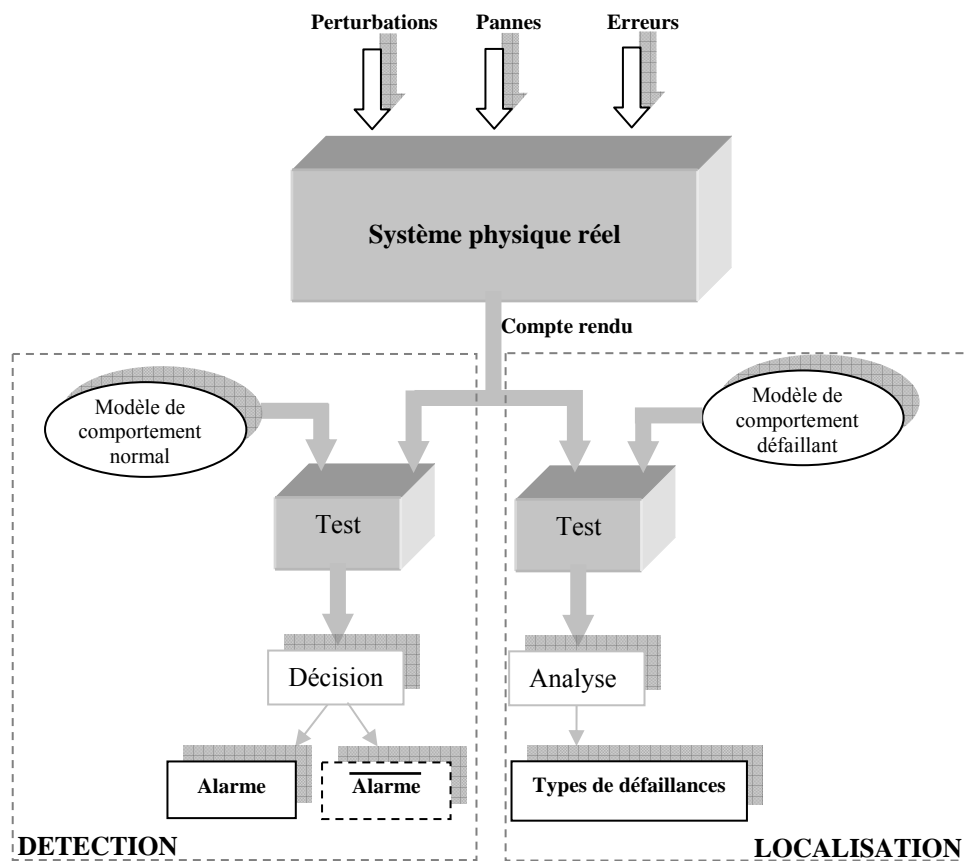 Perturbations Pannes Erreurs
Système physique réel
Compte rendu
Modèle de
comportement
normal
Modèle de
comportement
défaillant
Test
Test
Décision
Analyse
Alarme
Alarme
Types de défaillances
DETECTION
LOCALISATION